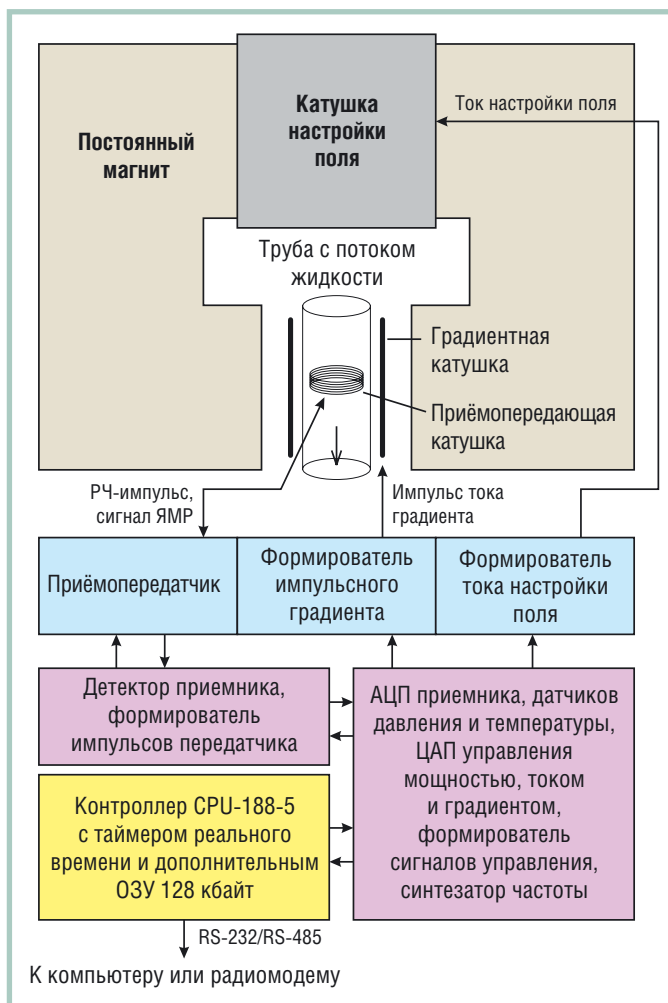 Катушка
настройки
поля
Ток настройки поля
Постоянный
магнит
Труба с потоком
жидкости
Градиентная
катушка
Приёмопередающая
катушка
РЧ-импульс,
сигнал ЯМР
Импульс тока
градиента
Приёмопередатчик
Формирователь
импульсного
градиента
Формирователь
тока настройки
поля
Детектор приемника,
формирователь
импульсов передатчика
АЦП приемника, датчиков
давления и температуры,
ЦАП управления
мощностью, током
и градиентом,
формирователь
сигналов управления,
синтезатор частоты
Контроллер CPU-188-5
с таймером реального
времени и дополнительным
ОЗУ 128 кбайт
RS-232/RS-485
К компьютеру или радиомодему